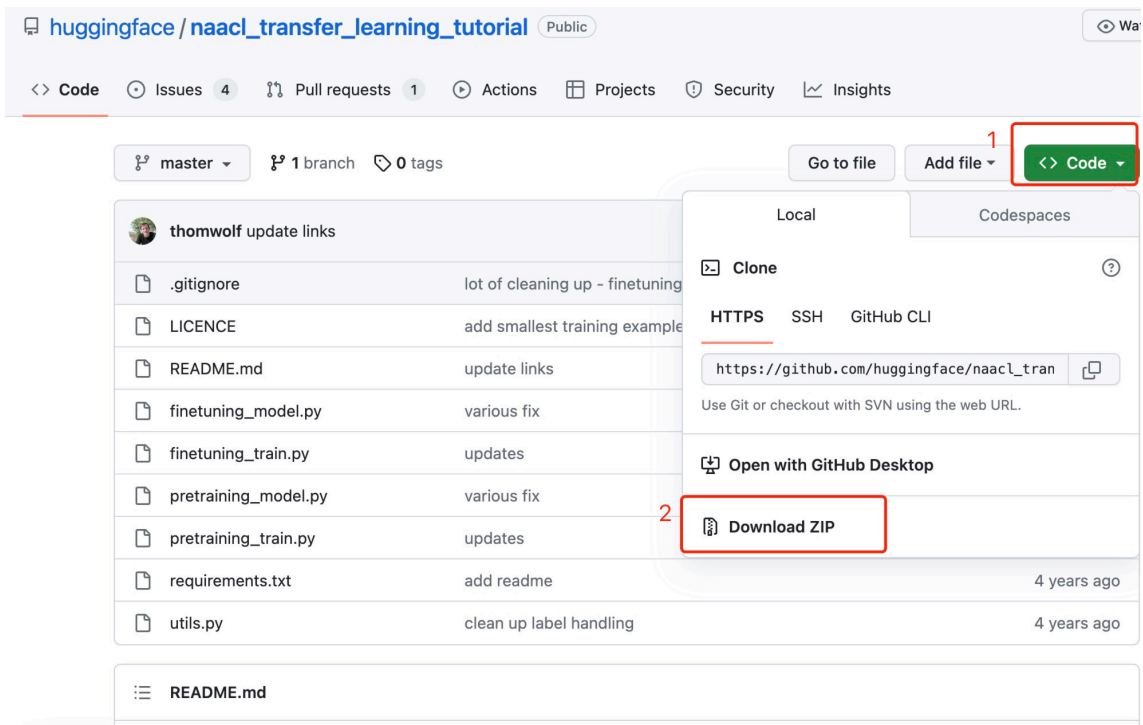 huggingface / naacl_transfer_learning_tutorial Public
<> Code Issues 4 Pull requests 1 Actions Projects Security Insights
1
master 1 branch 0 tags Go to file Add file <> Code
Local Codespaces
thomwolf update links
Clone
.gitignore lot of cleaning up - finetuning
HTTPS SSH GitHub CLI
LICENCE add smallest training example
README.md update links
https://github.com/huggingface/naacl_tran
Use Git or checkout with SVN using the web URL.
finetuning_model.py various fix
finetuning_train.py updates
Open with GitHub Desktop
pretraining_model.py various fix
2
Download ZIP
pretraining_train.py updates
requirements.txt add readme 4 years ago
utils.py clean up label handling 4 years ago
README.md